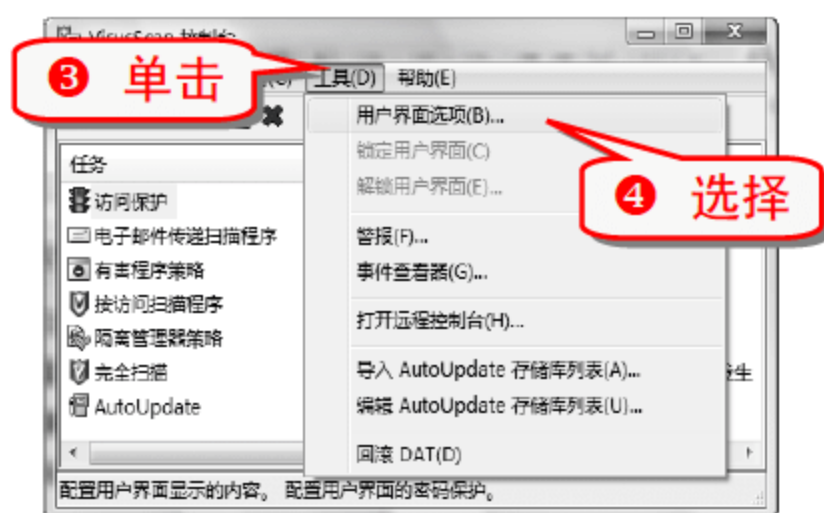 VirusScan 控制台
❸ 单击
工具(D) 帮助(E)
用户界面选项(B)...
锁定用户界面(C)
解锁用户界面(E)...
❹ 选择
警报(F)...
事件查看器(G)...
打开远程控制台(H)...
导入 AutoUpdate 存储库列表(A)...
编辑 AutoUpdate 存储库列表(U)...
回滚 DAT(D)
任务
访问保护
电子邮件传递扫描程序
有害程序策略
按访问扫描程序
隔离管理器策略
完全扫描
AutoUpdate
配置用户界面显示的内容。 配置用户界面的密码保护。